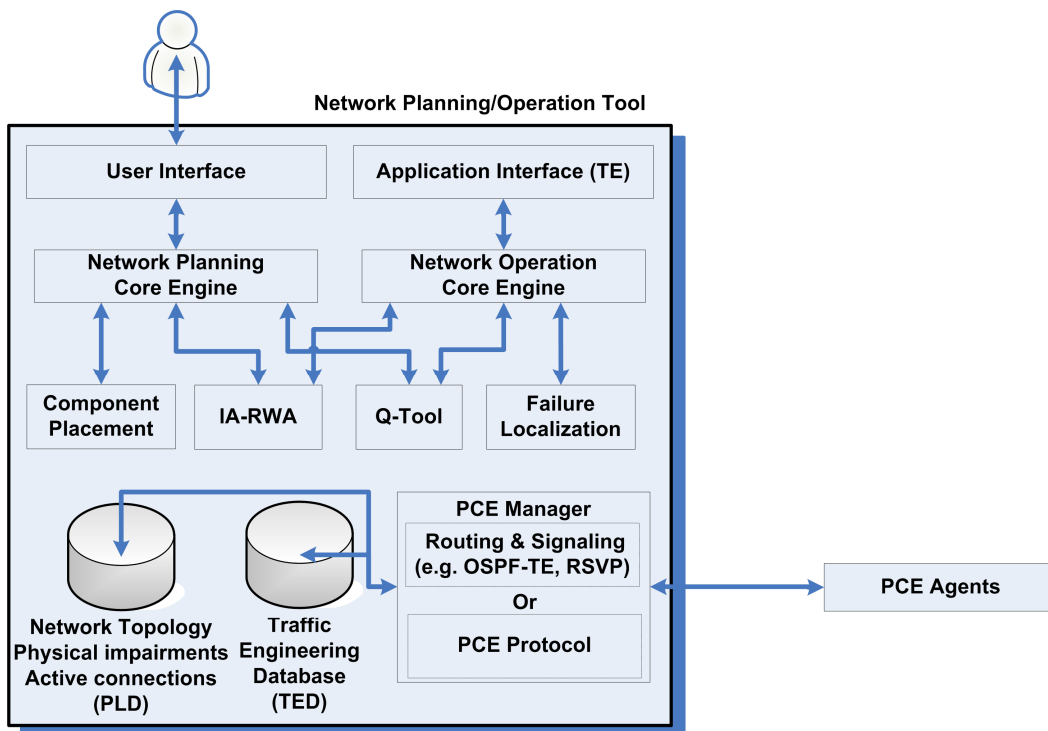 Network Planning/Operation Tool
User Interface
Application Interface (TE)
Network Planning
Core Engine
Network Operation
Core Engine
Component
Placement
IA-RWA
Q-Tool
Failure
Localization
PCE Manager
Routing & Signaling
(e.g. OSPF-TE, RSVP)
Or
PCE Protocol
PCE Agents
Network Topology
Physical impairments
Active connections
(PLD)
Traffic
Engineering
Database
(TED)